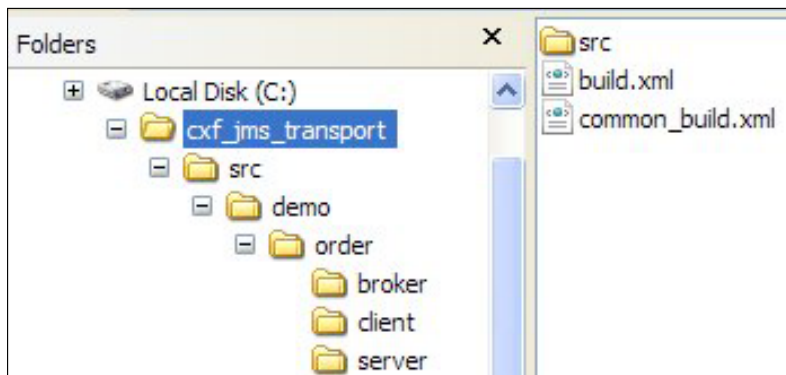 Folders
Local Disk (C:)
cxf_jms_transport
src
demo
order
broker
client
server
src
build.xml
common_build.xml